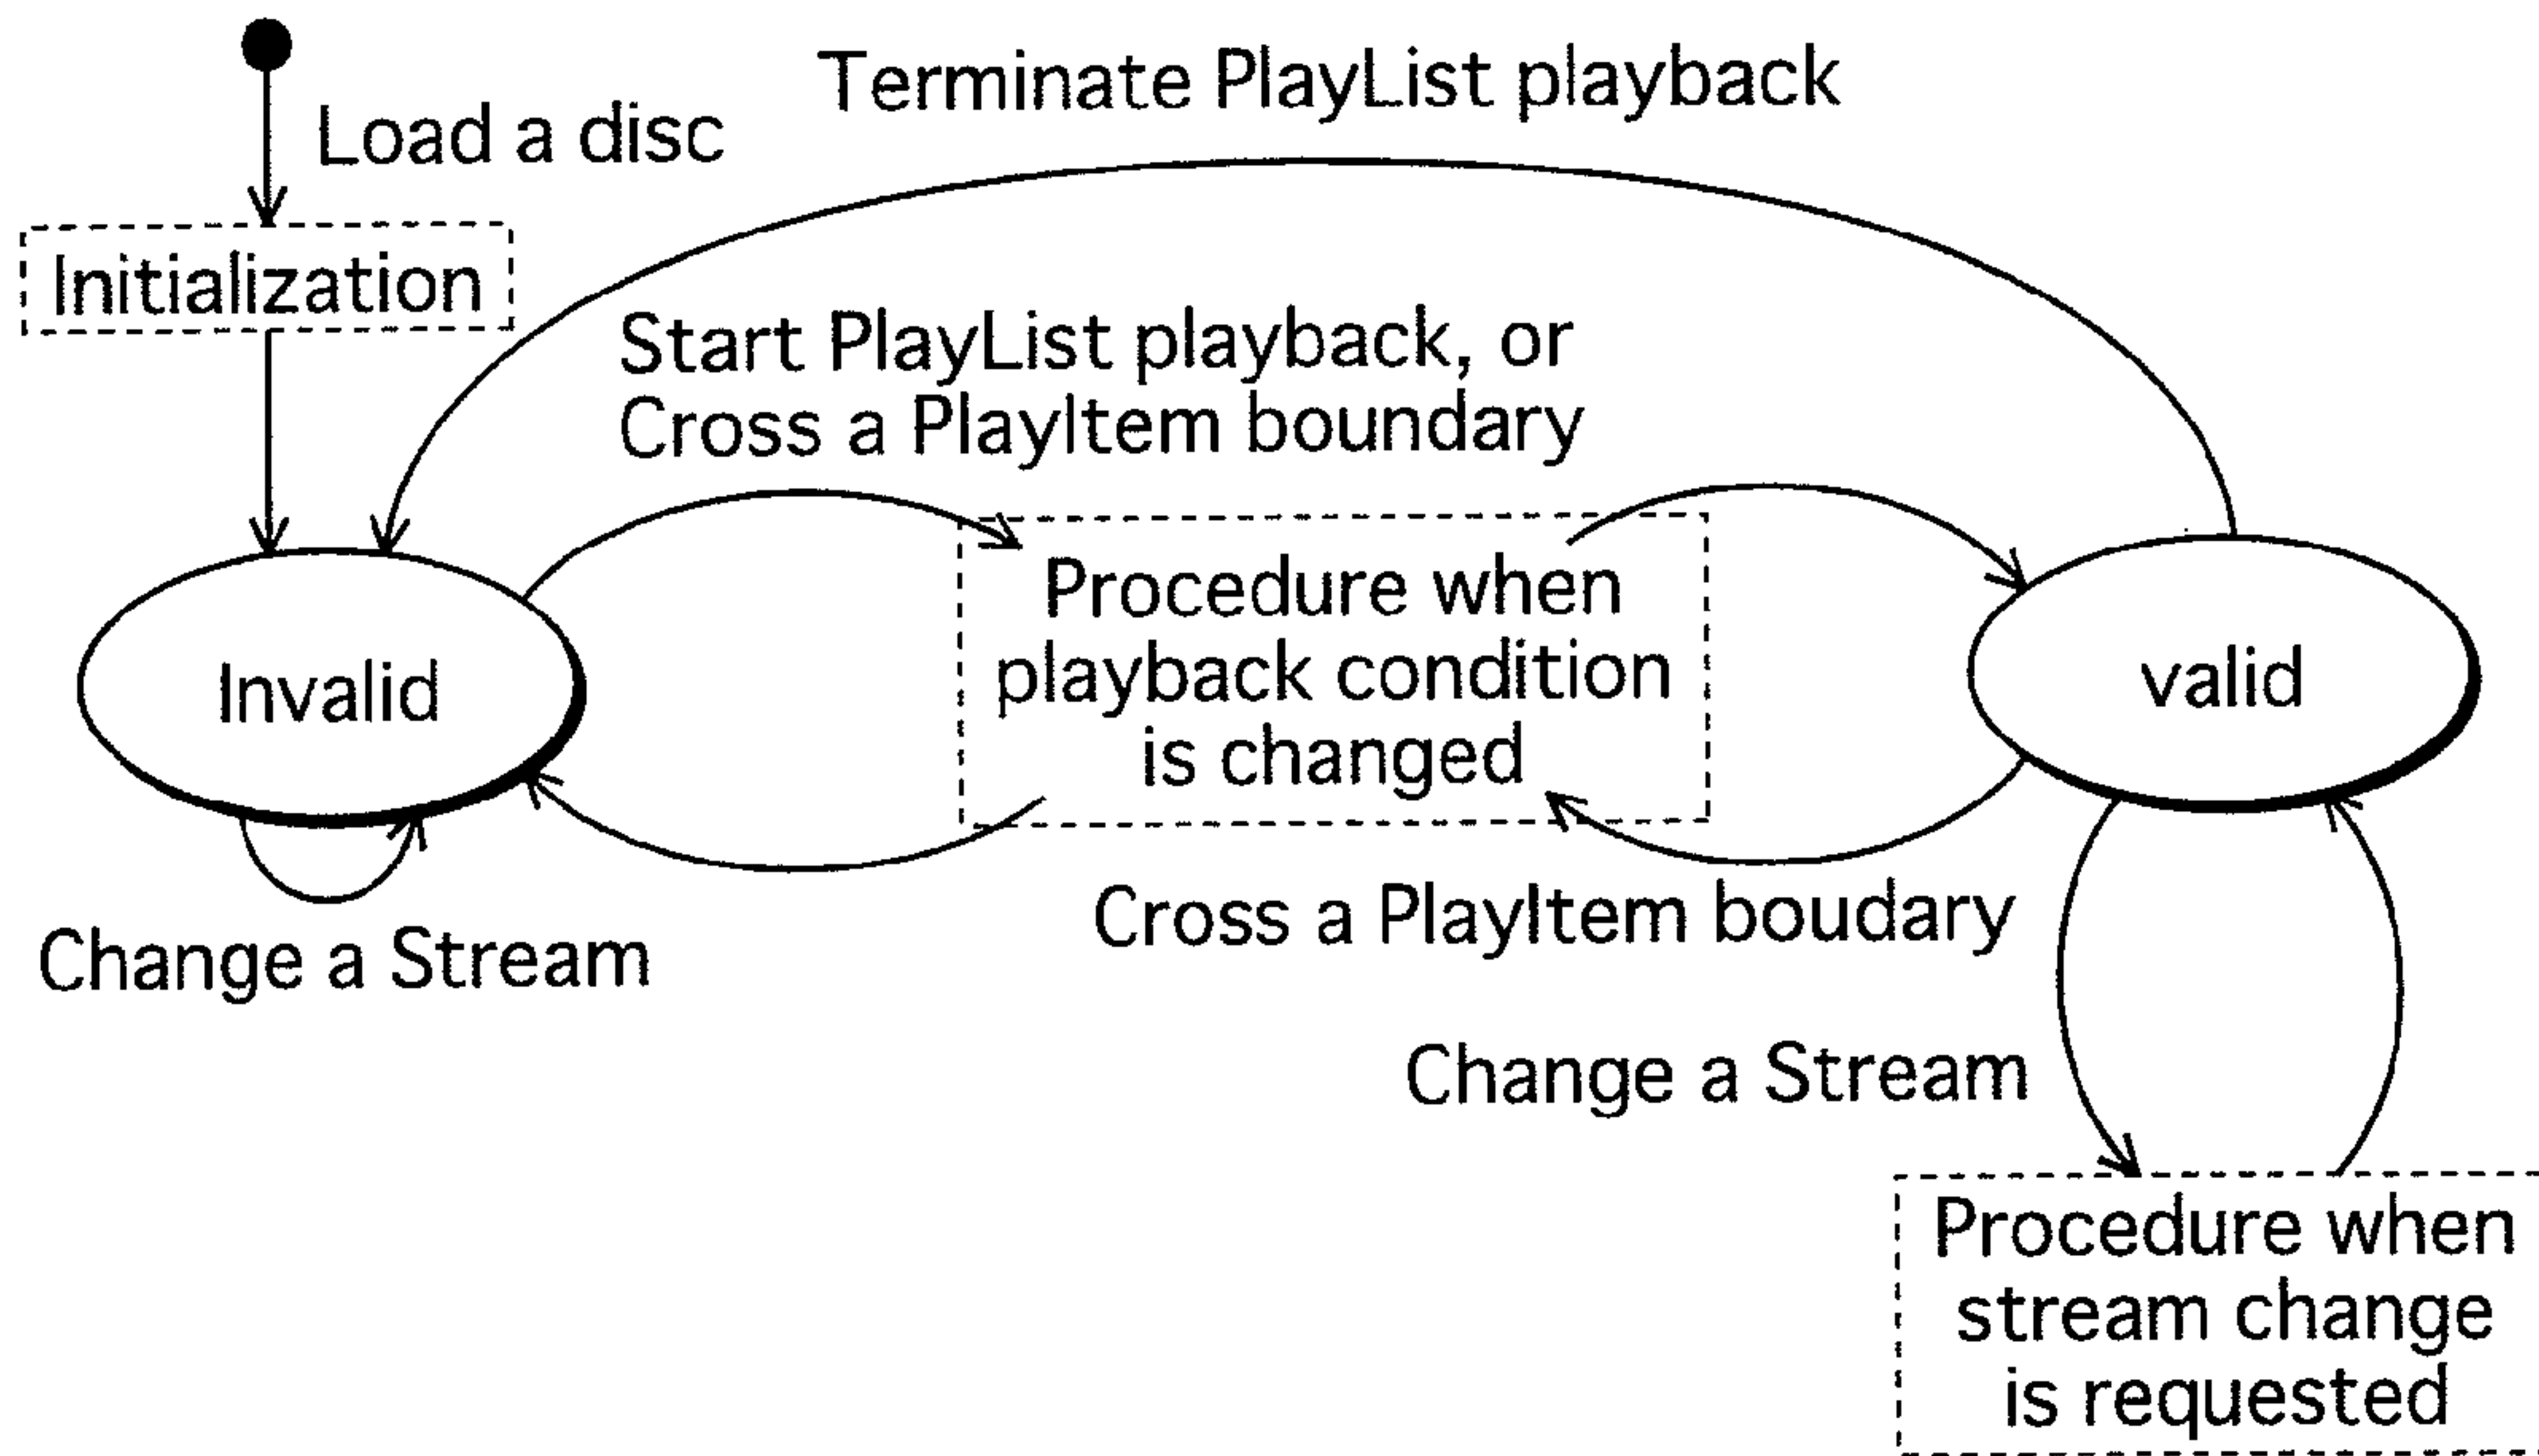 Terminate PlayList playback
Load a disc
Initialization
Start PlayList playback, or
Cross a PlayItem boundary
Procedure when
playback condition
is changed
Invalid
valid
Cross a PlayItem boudary
Change a Stream
Change a Stream
Procedure when
stream change
is requested